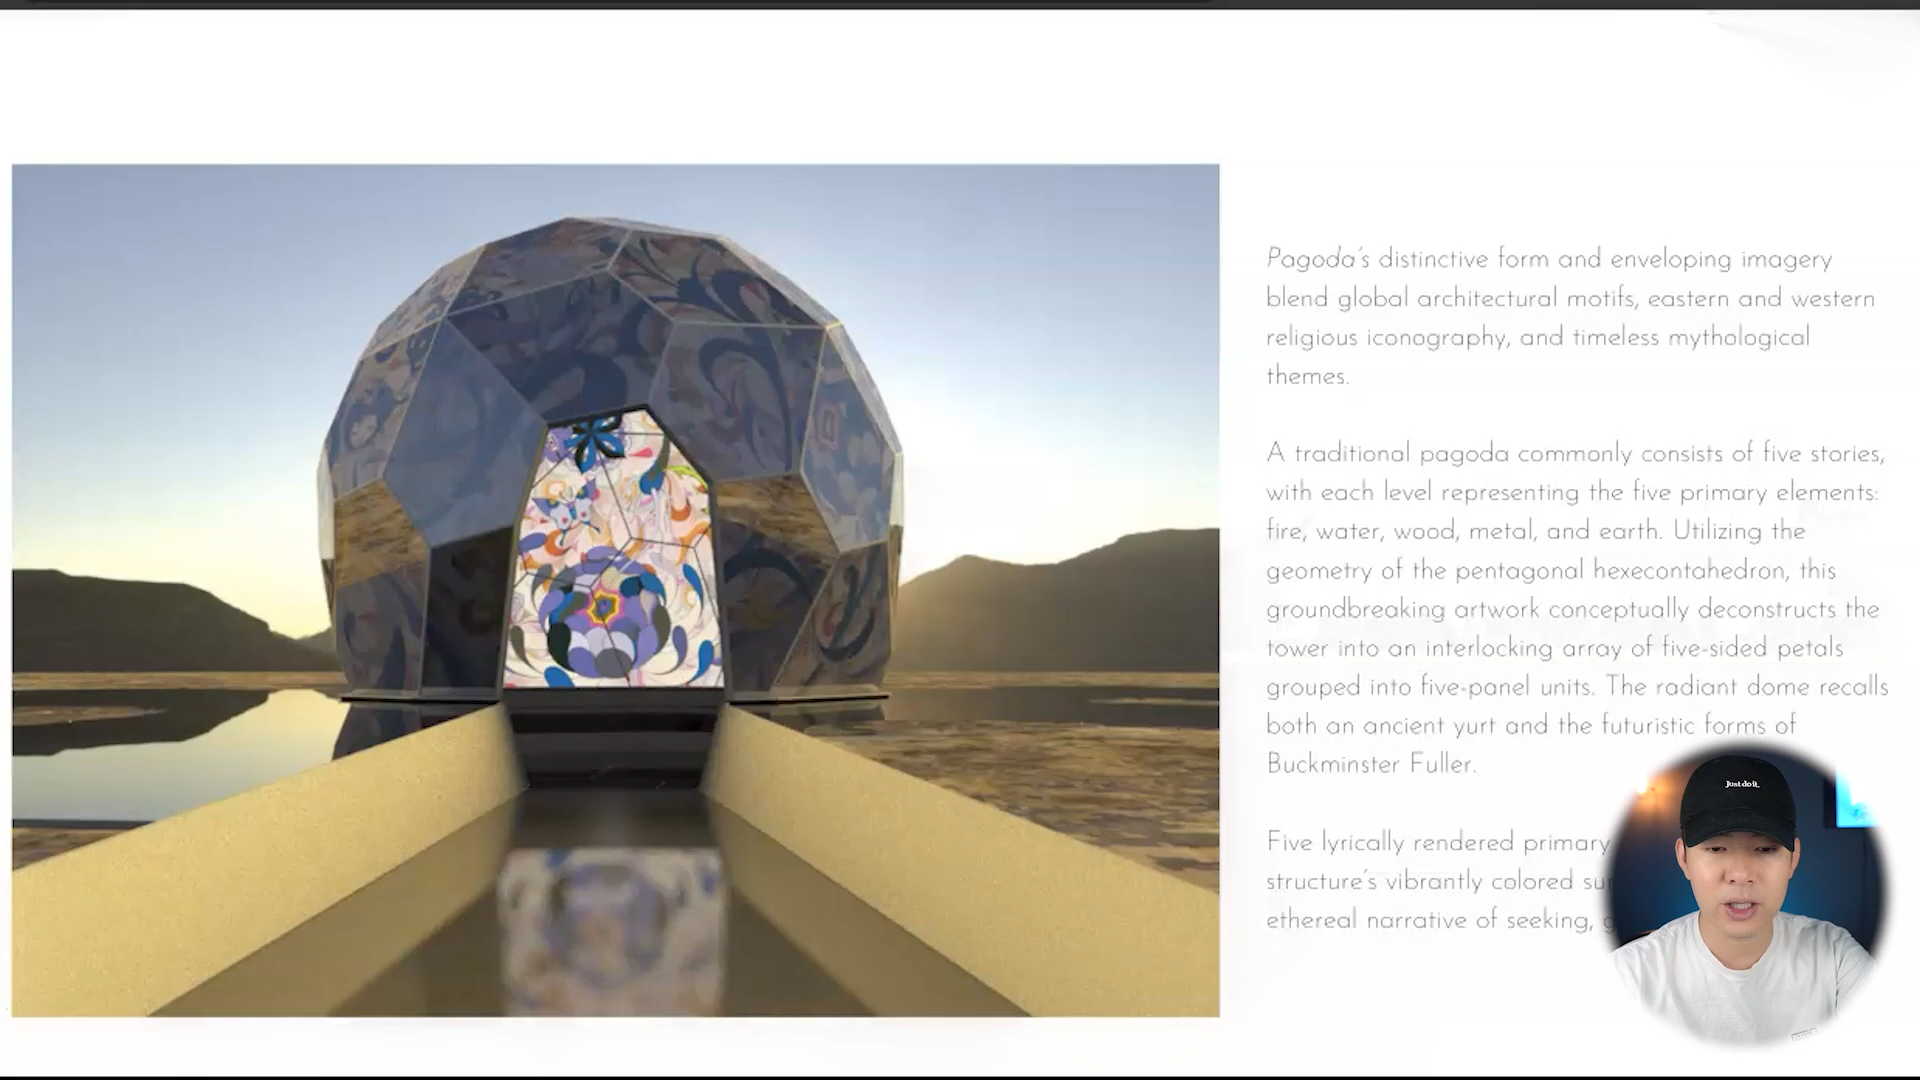 Pagoda's distinctive form and enveloping imagery
blend global architectural motifs, eastern and western
religious iconography, and timeless mythological
themes.
A traditional pagoda commonly consists of five stories,
with each level representing the five primary elements:
fire, water, wood, metal, and earth. Utilizing the
geometry of the pentagonal hexecontahedron, this
groundbreaking artwork conceptually deconstructs the
tower into an interlocking array of five-sided petals
grouped into five-panel units. The radiant dome recalls
both an ancient yurt and the futuristic forms of
Buckminster Fuller.
Five lyrically rendered primary
structure's vibrantly colored
ethereal narrative of seeking,
Just do it.